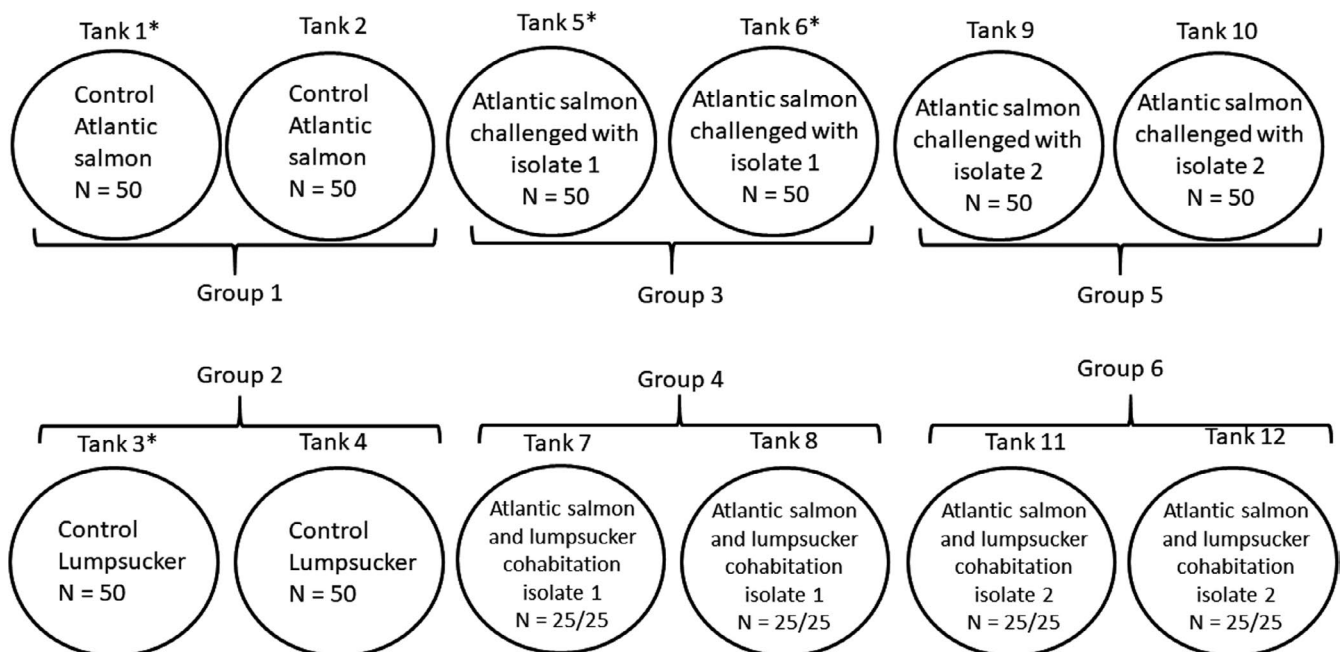 Tank 1*
Control
Atlantic
salmon
N = 50
Tank 2
Control
Atlantic
salmon
N = 50
Tank 5*
Atlantic salmon
challenged with
isolate 1
N = 50
Tank 6*
Atlantic salmon
challenged with
isolate 1
N = 50
Tank 9
Atlantic salmon
challenged with
isolate 2
N = 50
Tank 10
Atlantic salmon
challenged with
isolate 2
N = 50
Group 1
Group 3
Group 5
Group 2
Group 4
Group 6
Tank 3*
Control
Lumpsucker
N = 50
Tank 4
Control
Lumpsucker
N = 50
Tank 7
Atlantic salmon
and lumpsucker
cohabitation
isolate 1
N = 25/25
Tank 8
Atlantic salmon
and lumpsucker
cohabitation
isolate 1
N = 25/25
Tank 11
Atlantic salmon
and lumpsucker
cohabitation
isolate 2
N = 25/25
Tank 12
Atlantic salmon
and lumpsucker
cohabitation
isolate 2
N = 25/25